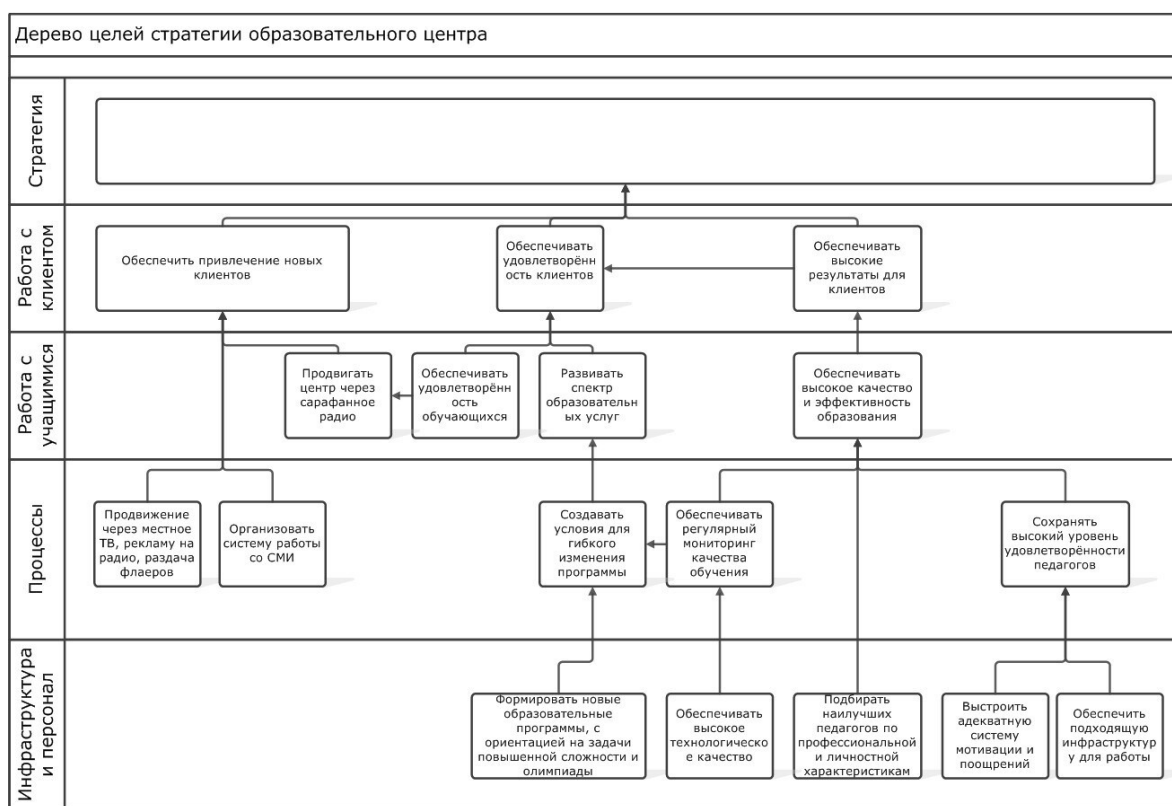 Дерево целей стратегии образовательного центра
Стратегия
Работа с
клиентом
Обеспечить привлечение новых
клиентов
Обеспечивать
удовлетворённ
ость клиентов
Обеспечивать
высокие
результаты для
клиентов
Работа с
учащимися
Продвигать
центр через
сарафанное
радио
Обеспечивать
удовлетворённ
ость
обучающихся
Развивать
спектр
образователь
ных услуг
Обеспечивать
высокое качество
и эффективность
образования
Процессы
Продвижение
через местное
ТВ, рекламу на
радио, раздача
флаеров
Организовать
систему работы
со СМИ
Создавать
условия для
гибкого
изменения
программы
Обеспечивать
регулярный
мониторинг
качества
обучения
Сохранять
высокий уровень
удовлетворённости
педагогов
Инфраструктура
и персонал
Формировать новые
образовательные
программы, с
ориентацией на задачи
повышенной сложности и
олимпиады
Обеспечивать
высокое
технологическо
е качество
Подбирать
наилучших
педагогов по
профессиональной
и личностной
характеристикам
Выстроить
адекватную
систему
мотивации и
поощрений
Обеспечить
подходящую
инфраструктур
у для работы